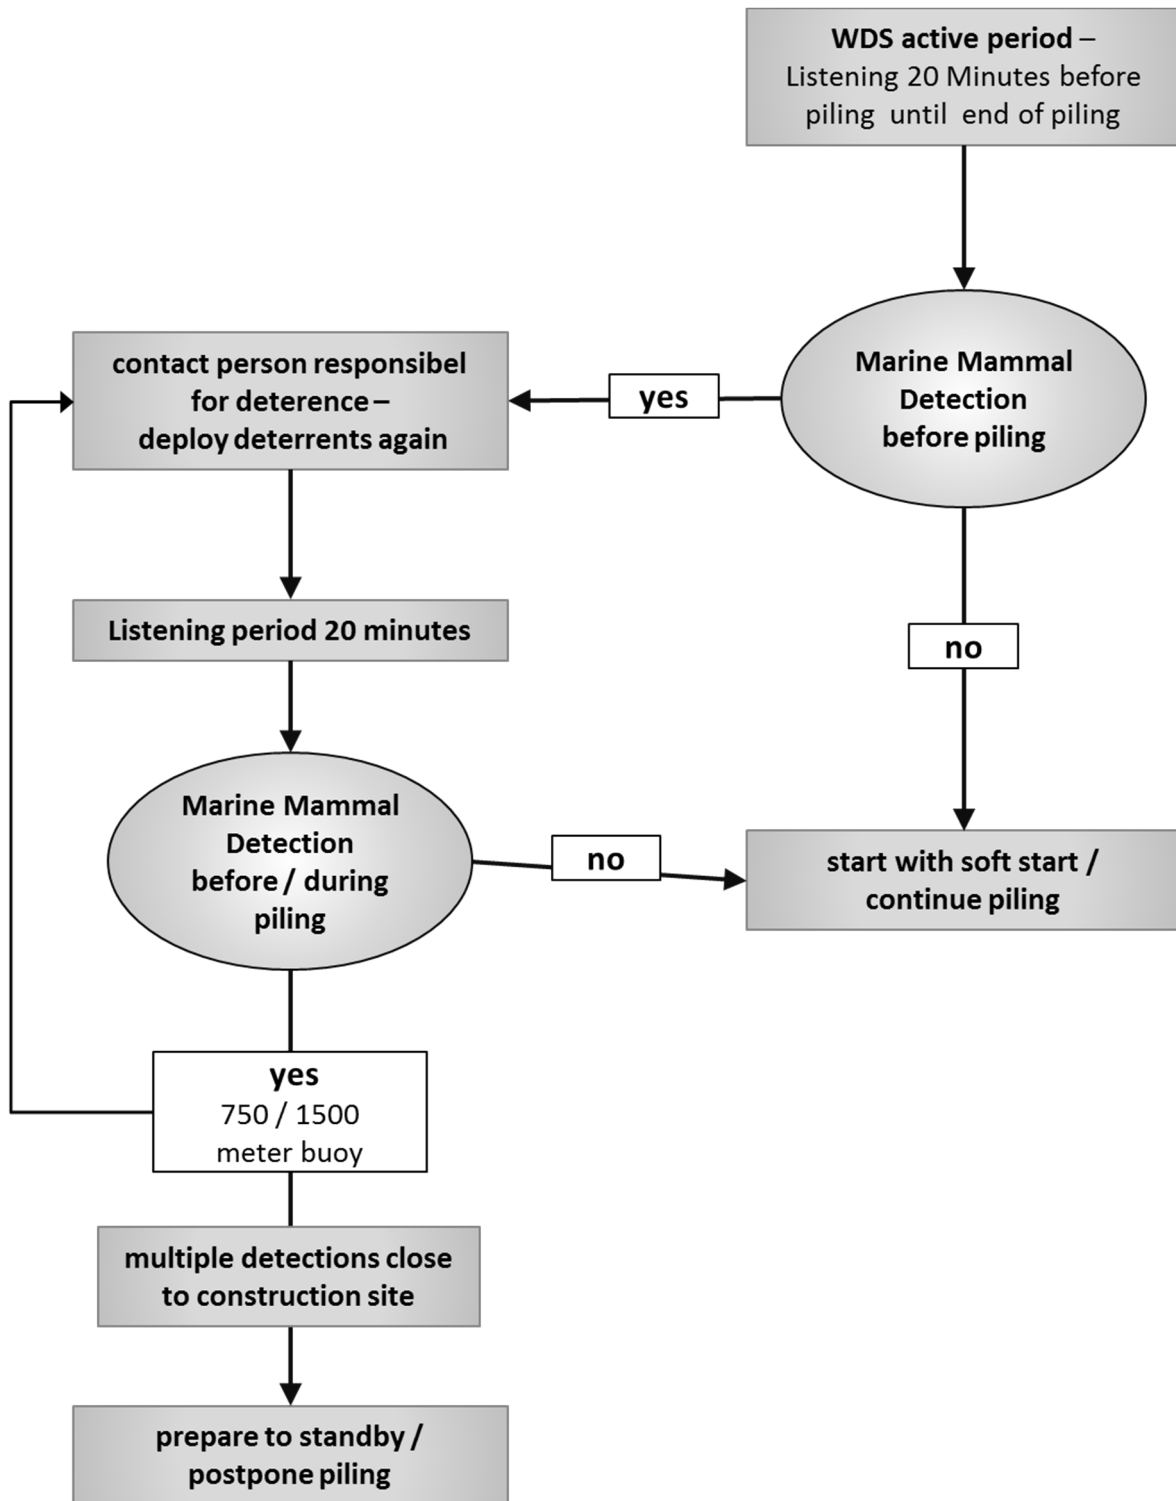 WDS active period –
Listening 20 Minutes before
piling until end of piling
Marine Mammal
Detection
before piling
yes
contact person responsibel
for deterence –
deploy deterrents again
no
Listening period 20 minutes
Marine Mammal
Detection
before / during
piling
no
start with soft start /
continue piling
yes
750 / 1500
meter buoy
multiple detections close
to construction site
prepare to standby /
postpone piling